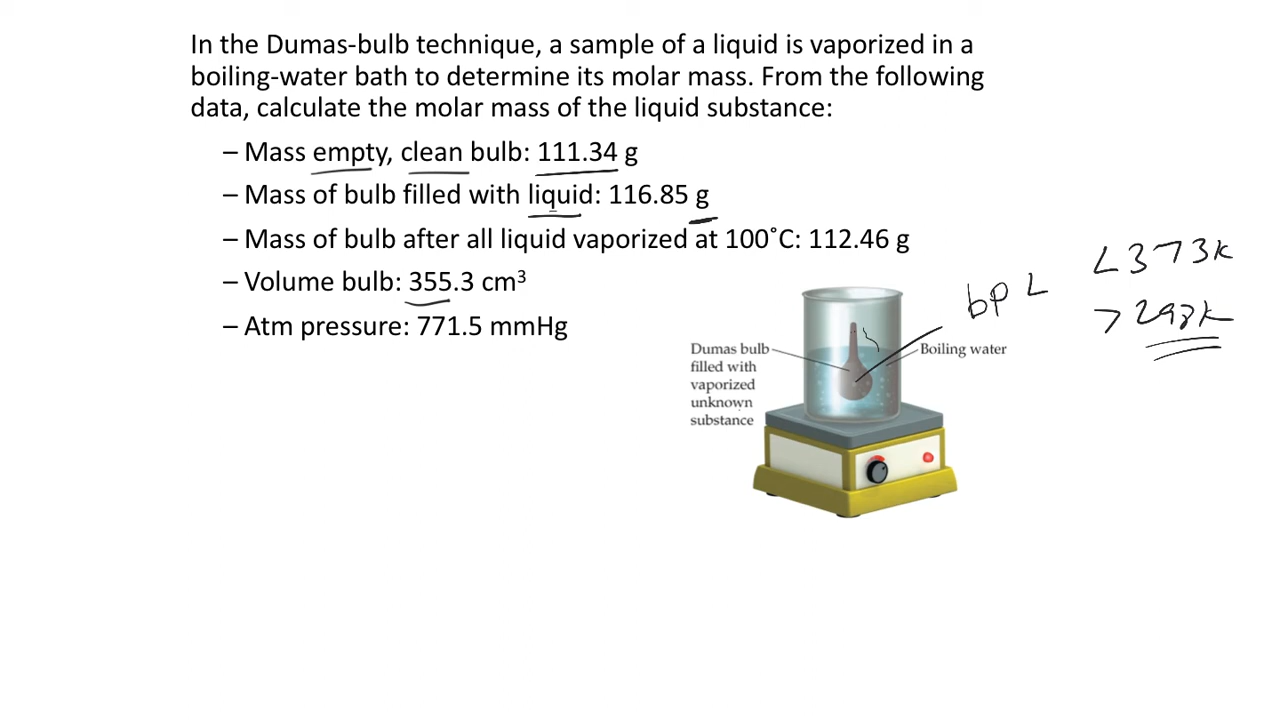 In the Dumas-bulb technique, a sample of a liquid is vaporized in a
boiling-water bath to determine its molar mass. From the following
data, calculate the molar mass of the liquid substance:
– Mass empty, clean bulb: 111.34 g
– Mass of bulb filled with liquid: 116.85 g
– Mass of bulb after all liquid vaporized at 100˚C: 112.46 g
– Volume bulb: 355.3 cm³
– Atm pressure: 771.5 mmHg
bp L
<373K
>298K
Dumas bulb
filled with
vaporized
unknown
substance
Boiling water